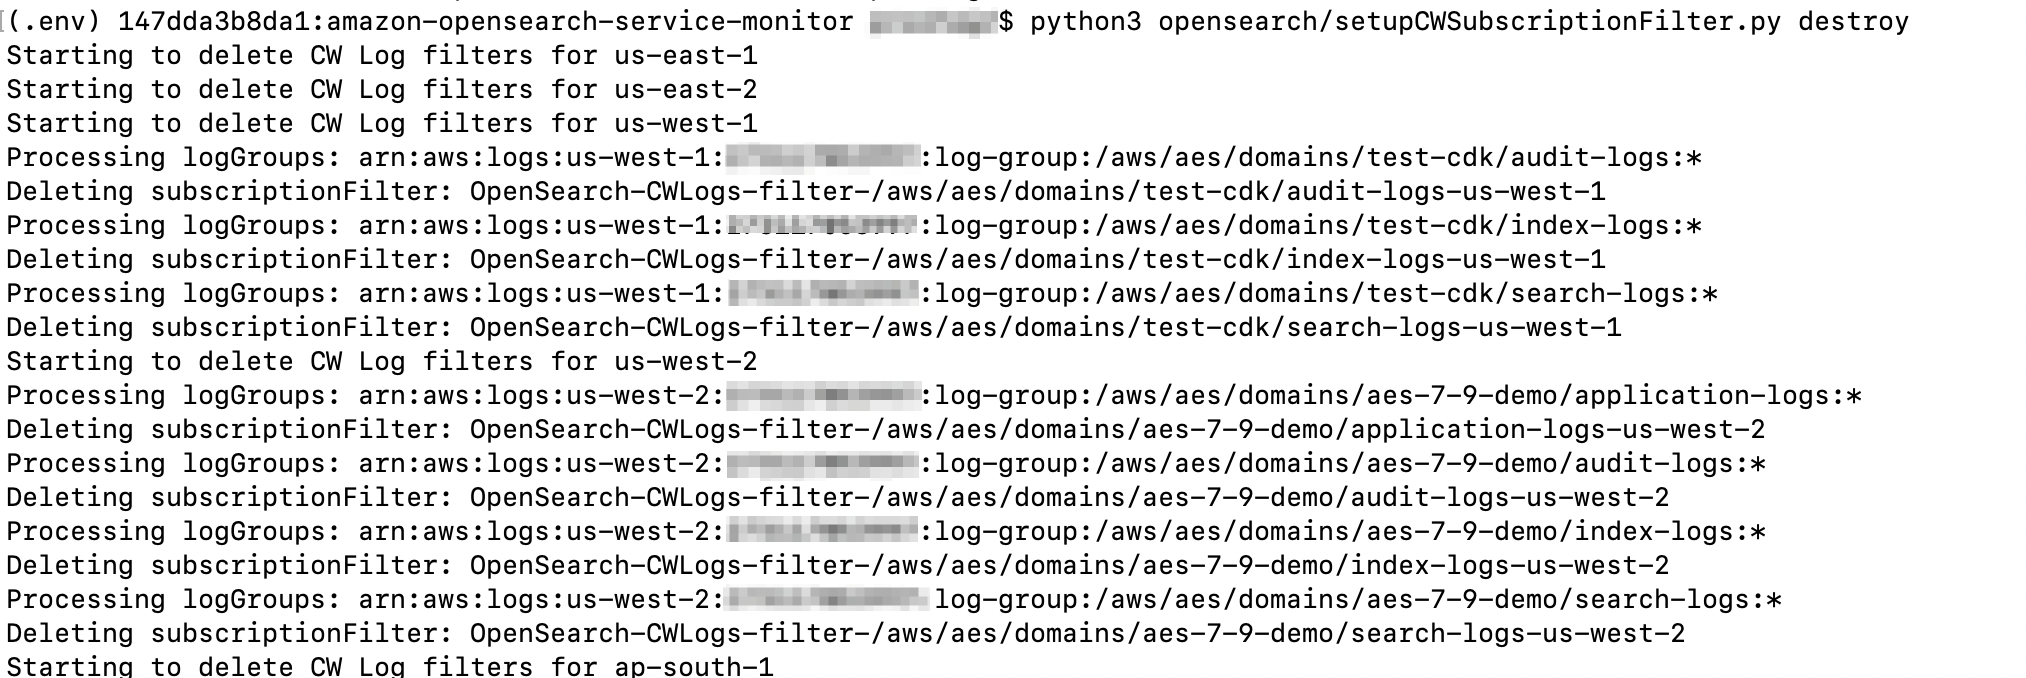 (.env) 147dda3b8da1:amazon-opensearch-service-monitor $ python3 opensearch/setupCWSubscriptionFilter.py destroy
Starting to delete CW Log filters for us-east-1
Starting to delete CW Log filters for us-east-2
Starting to delete CW Log filters for us-west-1
Processing logGroups: arn:aws:logs:us-west-1: :log-group:/aws/aes/domains/test-cdk/audit-logs:*
Deleting subscriptionFilter: OpenSearch-CWLogs-filter-/aws/aes/domains/test-cdk/audit-logs-us-west-1
Processing logGroups: arn:aws:logs:us-west-1: :log-group:/aws/aes/domains/test-cdk/index-logs:*
Deleting subscriptionFilter: OpenSearch-CWLogs-filter-/aws/aes/domains/test-cdk/index-logs-us-west-1
Processing logGroups: arn:aws:logs:us-west-1: :log-group:/aws/aes/domains/test-cdk/search-logs:*
Deleting subscriptionFilter: OpenSearch-CWLogs-filter-/aws/aes/domains/test-cdk/search-logs-us-west-1
Starting to delete CW Log filters for us-west-2
Processing logGroups: arn:aws:logs:us-west-2: :log-group:/aws/aes/domains/aes-7-9-demo/application-logs:*
Deleting subscriptionFilter: OpenSearch-CWLogs-filter-/aws/aes/domains/aes-7-9-demo/application-logs-us-west-2
Processing logGroups: arn:aws:logs:us-west-2: :log-group:/aws/aes/domains/aes-7-9-demo/audit-logs:*
Deleting subscriptionFilter: OpenSearch-CWLogs-filter-/aws/aes/domains/aes-7-9-demo/audit-logs-us-west-2
Processing logGroups: arn:aws:logs:us-west-2: :log-group:/aws/aes/domains/aes-7-9-demo/index-logs:*
Deleting subscriptionFilter: OpenSearch-CWLogs-filter-/aws/aes/domains/aes-7-9-demo/index-logs-us-west-2
Processing logGroups: arn:aws:logs:us-west-2: log-group:/aws/aes/domains/aes-7-9-demo/search-logs:*
Deleting subscriptionFilter: OpenSearch-CWLogs-filter-/aws/aes/domains/aes-7-9-demo/search-logs-us-west-2
Starting to delete CW Log filters for ap-south-1